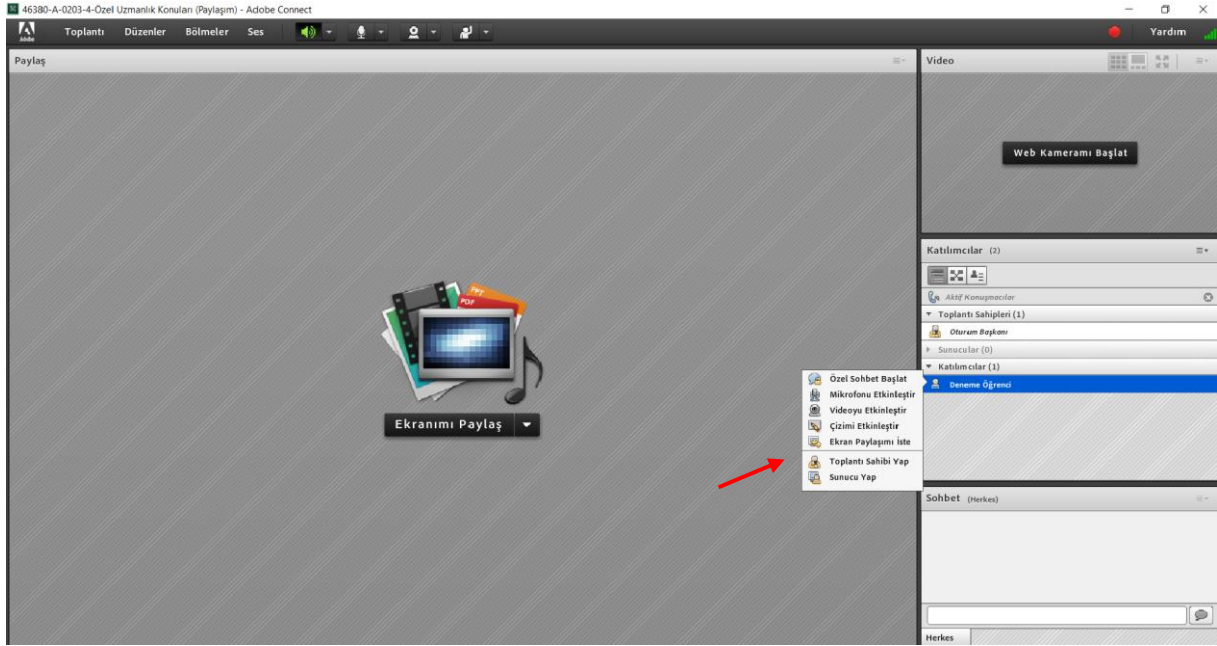 46380-A-0203-4-Özel Uzmanlık Konuları (Paylaşım) - Adobe Connect
Adobe Toplantı Düzenler Bölmeler Ses Yardım
Paylaş
PPT
PDF
Ekranımı Paylaş
Video
Web Kameramı Başlat
Katılımcılar (2)
Aktif Konuşmacılar
Toplantı Sahipleri (1)
Oturum Başkanı
Sunucular (0)
Katılımcılar (1)
Deneme Öğrenci
Özel Sohbet Başlat
Mikrofonu Etkinleştir
Videoyu Etkinleştir
Çizimi Etkinleştir
Ekran Paylaşımı İste
Toplantı Sahibi Yap
Sunucu Yap
Sohbet (Herkes)
Herkes